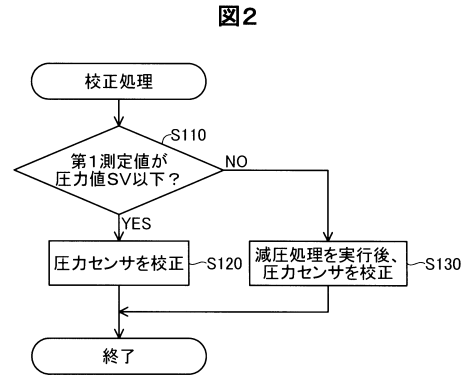 図2
校正処理
S110
第1測定値が
圧力値SV以下?
NO
YES
圧力センサを校正
S120
減圧処理を実行後、
圧力センサを校正
S130
終了